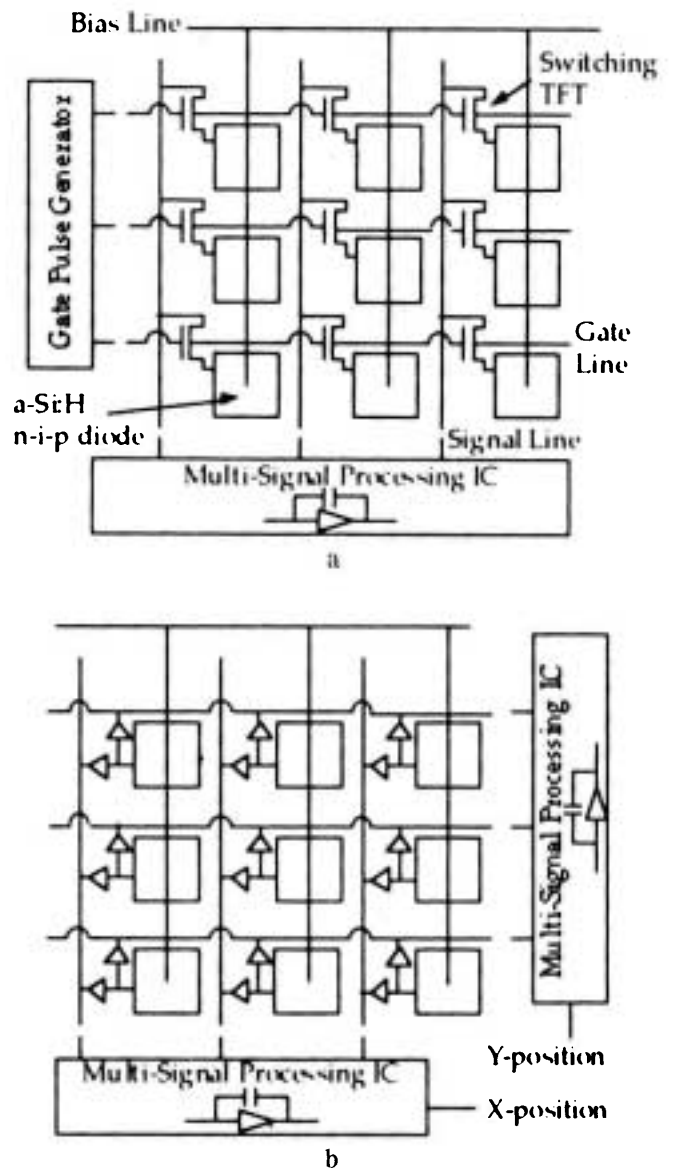 Bias Line
Switching
TFT
Gate Pulse Generator
Gate
Line
a-Si:H
n-i-p diode
Signal Line
Multi-Signal Processing IC
a
Multi-Signal Processing IC
Y-position
Multi-Signal Processing IC
X-position
b